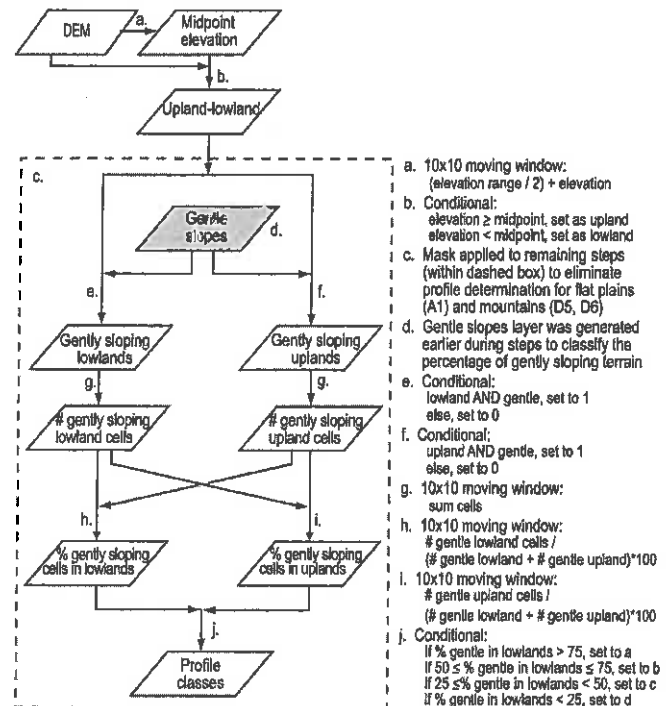 DEM
a.
Midpoint
elevation
b.
Upland-lowland
c.
Gentle
slopes
d.
e.
f.
Gently sloping
lowlands
Gently sloping
uplands
g.
g.
# gently sloping
lowland cells
# gently sloping
upland cells
h.
i.
% gently sloping
cells in lowlands
% gently sloping
cells in uplands
j.
Profile
classes
a. 10x10 moving window:
(elevation range / 2) + elevation
b. Conditional:
elevation ≥ midpoint, set as upland
elevation < midpoint, set as lowland
c. Mask applied to remaining steps
(within dashed box) to eliminate
profile determination for flat plains
(A1) and mountains (D5, D6)
d. Gentle slopes layer was generated
earlier during steps to classify the
percentage of gently sloping terrain
e. Conditional:
lowland AND gentle, set to 1
else, set to 0
f. Conditional:
upland AND gentle, set to 1
else, set to 0
g. 10x10 moving window:
sum cells
h. 10x10 moving window:
# gentle lowland cells /
(# gentle lowland + # gentle upland)*100
i. 10x10 moving window:
# gentle upland cells /
(# gentle lowland + # gentle upland)*100
j. Conditional:
If % gentle in lowlands > 75, set to a
If 50 ≤ % gentle in lowlands ≤ 75, set to b
If 25 ≤% gentle in lowlands < 50, set to c
If % gentle in lowlands < 25, set to d